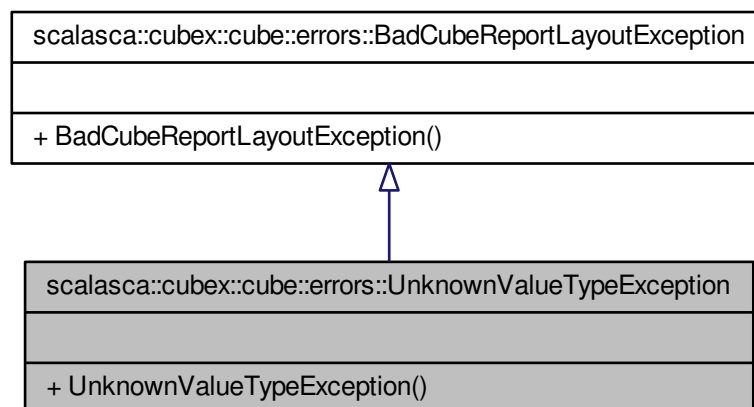 scalasca::cubex::cube::errors::BadCubeReportLayoutException
+ BadCubeReportLayoutException()
scalasca::cubex::cube::errors::UnknownValueTypeException
+ UnknownValueTypeException()